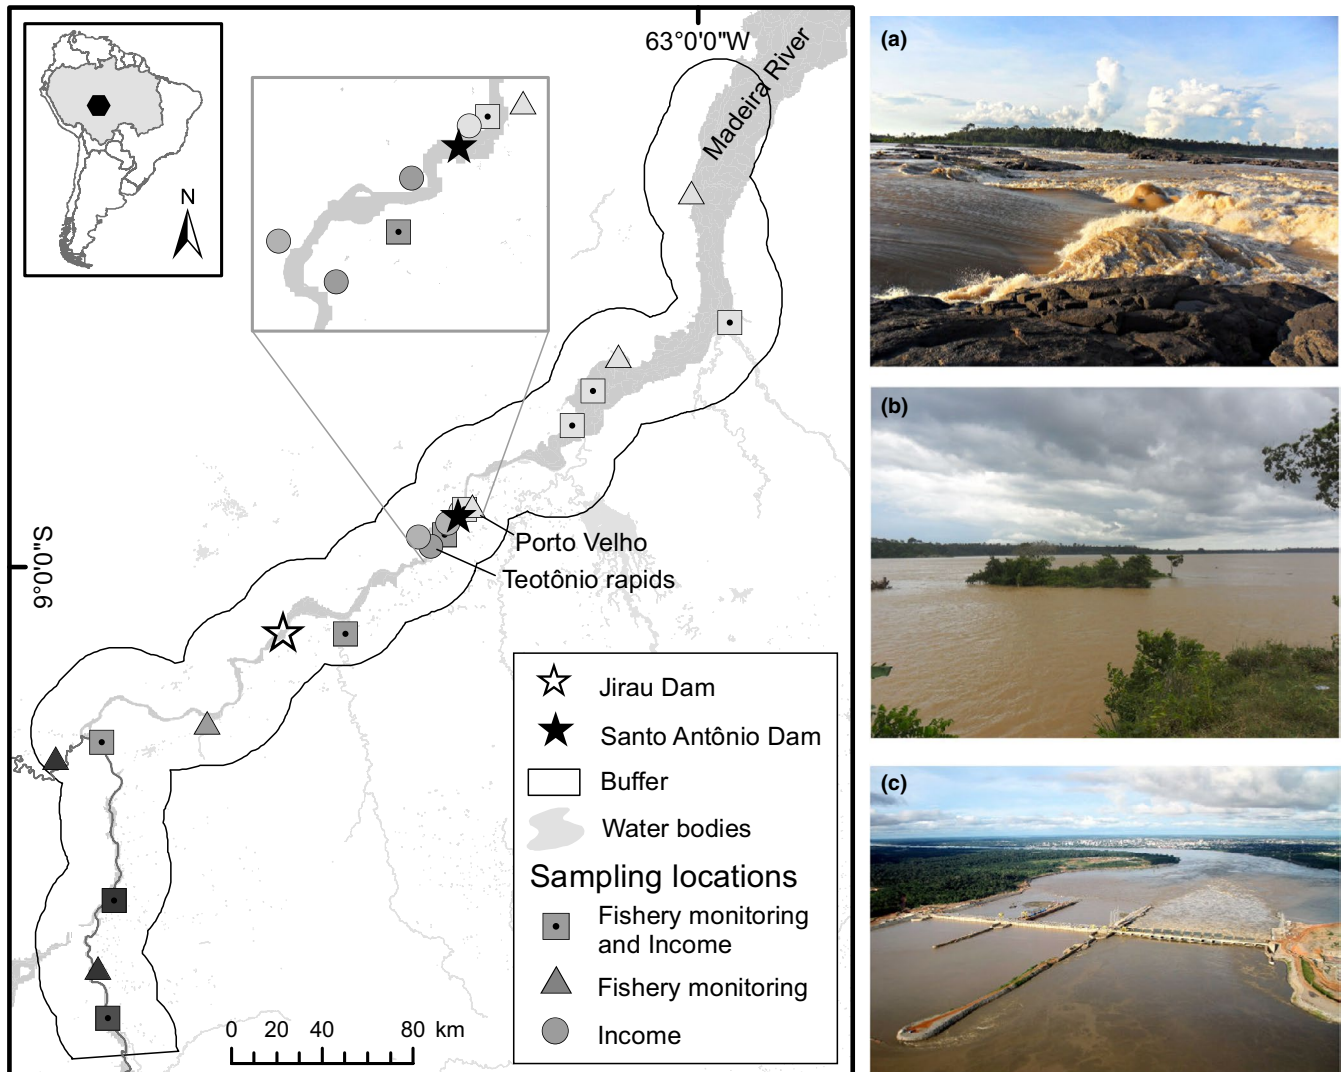 63°0'0"W
Madeira River
N
9°0'0"S
Porto Velho
Teotônio rapids
Jirau Dam
Santo Antônio Dam
Buffer
Water bodies
Sampling locations
Fishery monitoring
and Income
Fishery monitoring
Income
0 20 40 80 km
(a)
(b)
(c)